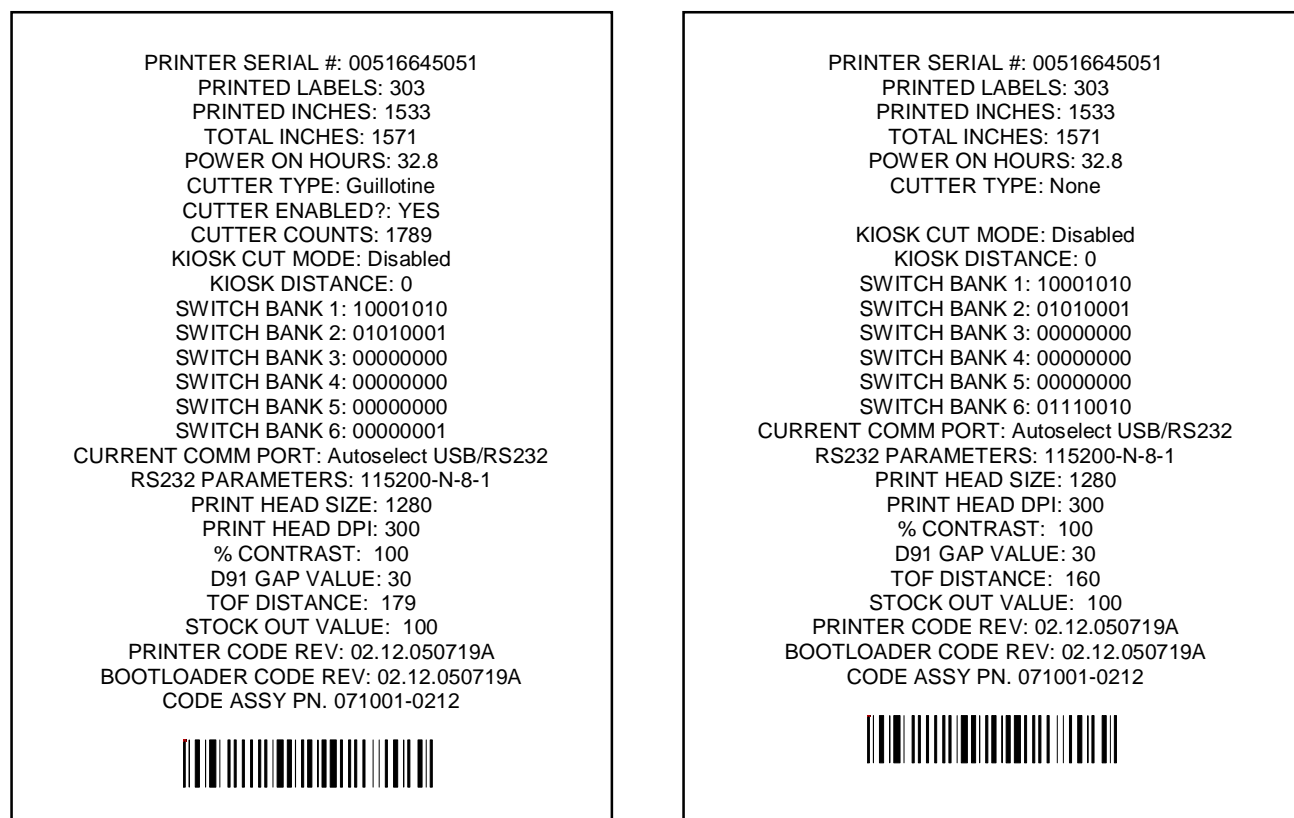 PRINTER SERIAL #: 00516645051
PRINTED LABELS: 303
PRINTED INCHES: 1533
TOTAL INCHES: 1571
POWER ON HOURS: 32.8
CUTTER TYPE: Guillotine
CUTTER ENABLED?: YES
CUTTER COUNTS: 1789
KIOSK CUT MODE: Disabled
KIOSK DISTANCE: 0
SWITCH BANK 1: 10001010
SWITCH BANK 2: 01010001
SWITCH BANK 3: 00000000
SWITCH BANK 4: 00000000
SWITCH BANK 5: 00000000
SWITCH BANK 6: 00000001
CURRENT COMM PORT: Autoselect USB/RS232
RS232 PARAMETERS: 115200-N-8-1
PRINT HEAD SIZE: 1280
PRINT HEAD DPI: 300
% CONTRAST: 100
D91 GAP VALUE: 30
TOF DISTANCE: 179
STOCK OUT VALUE: 100
PRINTER CODE REV: 02.12.050719A
BOOTLOADER CODE REV: 02.12.050719A
CODE ASSY PN. 071001-0212
PRINTER SERIAL #: 00516645051
PRINTED LABELS: 303
PRINTED INCHES: 1533
TOTAL INCHES: 1571
POWER ON HOURS: 32.8
CUTTER TYPE: None
KIOSK CUT MODE: Disabled
KIOSK DISTANCE: 0
SWITCH BANK 1: 10001010
SWITCH BANK 2: 01010001
SWITCH BANK 3: 00000000
SWITCH BANK 4: 00000000
SWITCH BANK 5: 00000000
SWITCH BANK 6: 01110010
CURRENT COMM PORT: Autoselect USB/RS232
RS232 PARAMETERS: 115200-N-8-1
PRINT HEAD SIZE: 1280
PRINT HEAD DPI: 300
% CONTRAST: 100
D91 GAP VALUE: 30
TOF DISTANCE: 160
STOCK OUT VALUE: 100
PRINTER CODE REV: 02.12.050719A
BOOTLOADER CODE REV: 02.12.050719A
CODE ASSY PN. 071001-0212